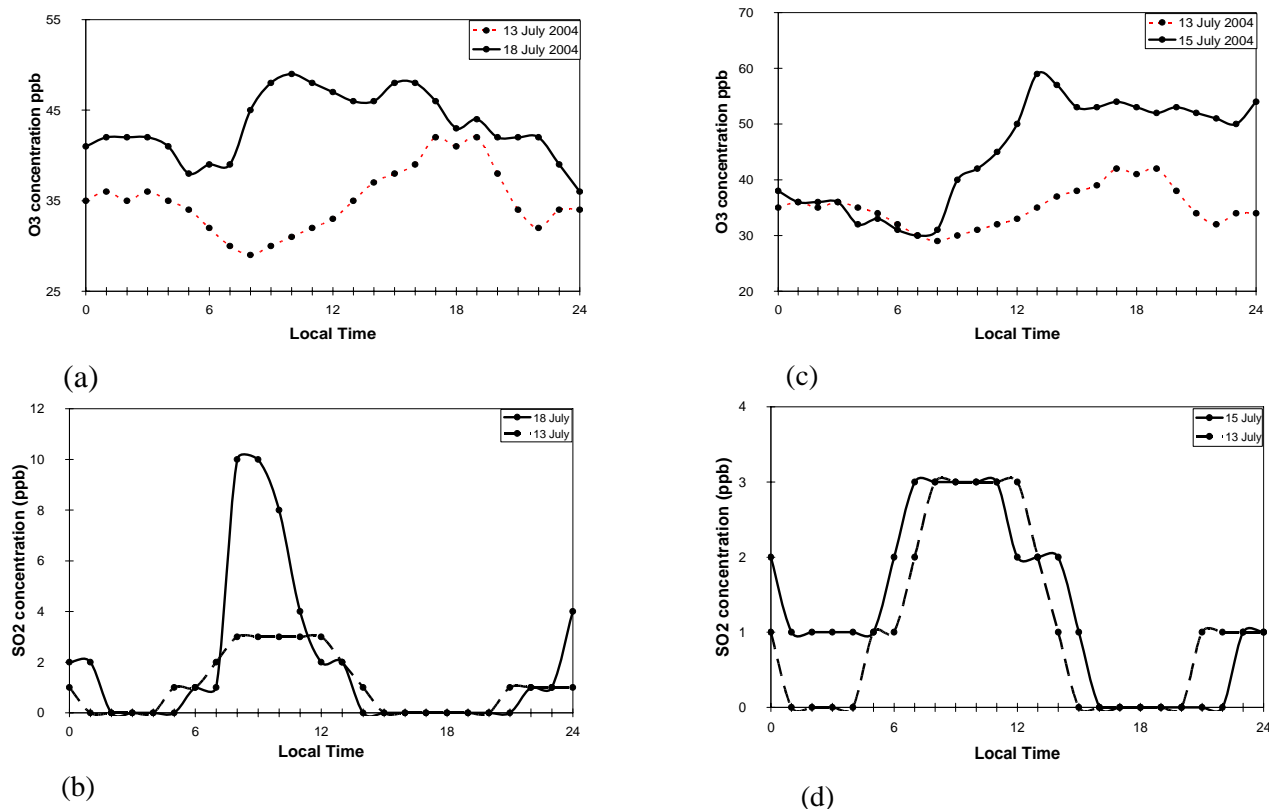 55
45
35
25
O3 concentration ppb
13 July 2004
18 July 2004
0 6 12 18 24
Local Time
(a)
70
60
50
40
30
20
O3 concentration ppb
13 July 2004
15 July 2004
0 6 12 18 24
Local Time
(c)
12
10
8
6
4
2
0
SO2 concentration (ppb)
18 July
13 July
0 6 12 18 24
Local Time
(b)
4
3
2
1
0
SO2 concentration (ppb)
15 July
13 July
0 6 12 18 24
Local Time
(d)